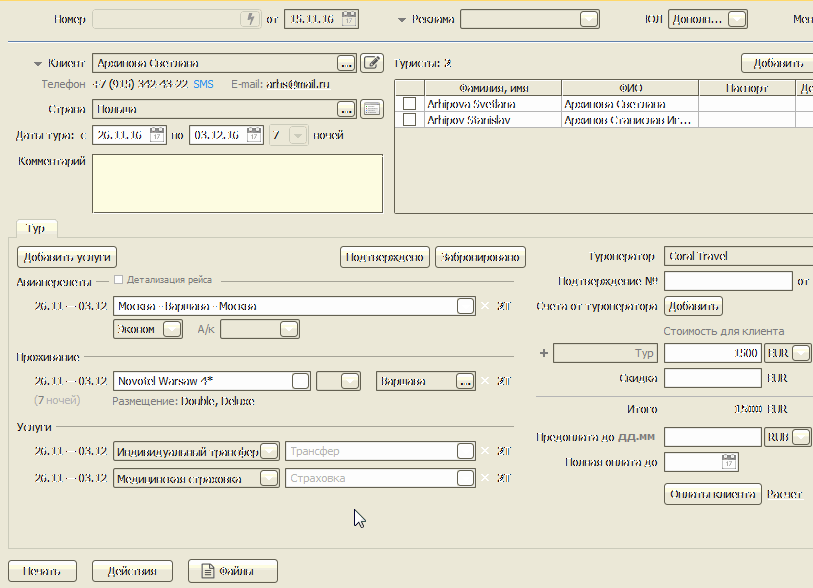 Номер от 15.11.16 Реклама ЮЛ Дополн...
Клиент Архипова Светлана ... Туристы: 2 Добавить
Телефон +7 (915) 342-43-22 SMS E-mail: arhs@mail.ru
Фамилия, имя ФИО Паспорт
Страна Польша ... Arhipova Svetlana Архипова Светлана
Даты тура: с 26.11.16 по 03.12.16 7 ночей Arhipov Stanislav Архипов Станислав Иг...
Комментарий
Тур
Добавить услуги Подтверждено Забронировано Туроператор Coral Travel
Авиаперелеты Детализация рейса Подтверждение № от
26.11 - 03.12 Москва - Варшава - Москва Счета от туроператора Добавить
Эконом А/к Стоимость для клиента
Проживание + Тур 1500 EUR
26.11 - 03.12 Novotel Warsaw 4* Варшава ... Скидка EUR
(7 ночей) Размещение: Double, Deluxe
Итого EUR
Услуги Предоплата до дд.мм RUB
26.11 - 03.12 Индивидуальный трансфер Трансфер
Полная оплата до
26.11 - 03.12 Медицинская страховка Страховка
Оплаты клиента Расчет
Печать Действия Файлы